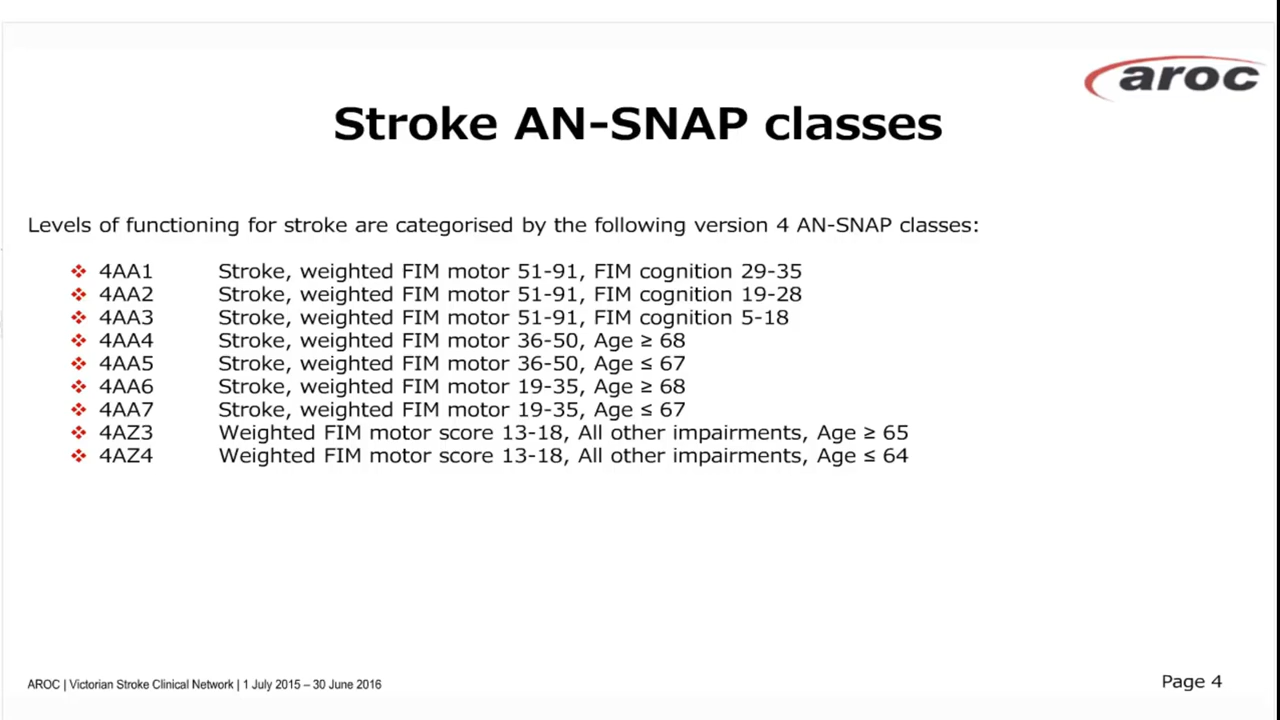 aroc
Stroke AN-SNAP classes
Levels of functioning for stroke are categorised by the following version 4 AN-SNAP classes:
❖ 4AA1 Stroke, weighted FIM motor 51-91, FIM cognition 29-35
❖ 4AA2 Stroke, weighted FIM motor 51-91, FIM cognition 19-28
❖ 4AA3 Stroke, weighted FIM motor 51-91, FIM cognition 5-18
❖ 4AA4 Stroke, weighted FIM motor 36-50, Age ≥ 68
❖ 4AA5 Stroke, weighted FIM motor 36-50, Age ≤ 67
❖ 4AA6 Stroke, weighted FIM motor 19-35, Age ≥ 68
❖ 4AA7 Stroke, weighted FIM motor 19-35, Age ≤ 67
❖ 4AZ3 Weighted FIM motor score 13-18, All other impairments, Age ≥ 65
❖ 4AZ4 Weighted FIM motor score 13-18, All other impairments, Age ≤ 64
AROC | Victorian Stroke Clinical Network | 1 July 2015 – 30 June 2016
Page 4